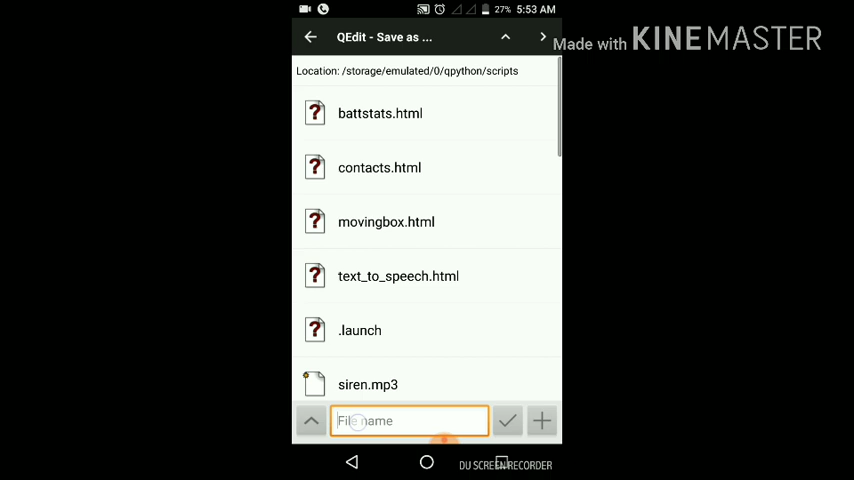 27% 5:53 AM
QEdit - Save as ...
Made with KINEMASTER
Location: /storage/emulated/0/qpython/scripts
battstats.html
contacts.html
movingbox.html
text_to_speech.html
.launch
siren.mp3
File name
DU SCREEN RECORDER